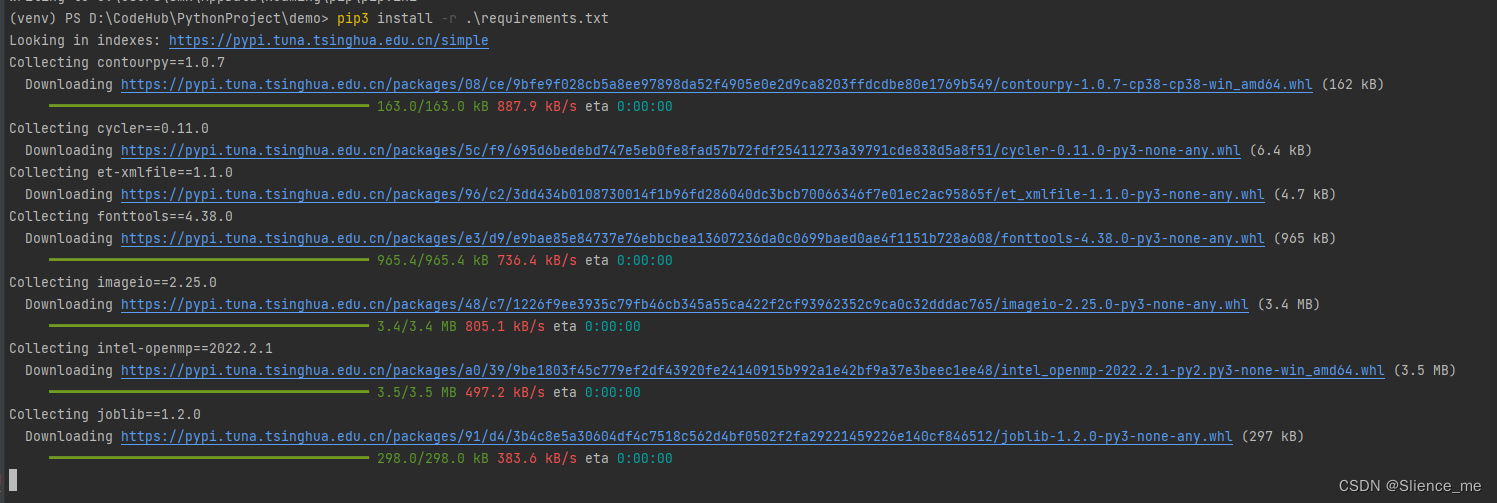 (venv) PS D:\CodeHub\PythonProject\demo> pip3 install -r .\requirements.txt
Looking in indexes: https://pypi.tuna.tsinghua.edu.cn/simple
Collecting contourpy==1.0.7
Downloading https://pypi.tuna.tsinghua.edu.cn/packages/08/ce/9bfe9f028cb5a8ee97898da52f4905e0e2d9ca8203ffdcdbe80e1769b549/contourpy-1.0.7-cp38-cp38-win_amd64.whl (162 kB)
163.0/163.0 kB 887.9 kB/s eta 0:00:00
Collecting cycler==0.11.0
Downloading https://pypi.tuna.tsinghua.edu.cn/packages/5c/f9/695d6bedebd747e5eb0fe8fad57b72fdf25411273a39791cde838d5a8f51/cycler-0.11.0-py3-none-any.whl (6.4 kB)
Collecting et-xmlfile==1.1.0
Downloading https://pypi.tuna.tsinghua.edu.cn/packages/96/c2/3dd434b0108730014f1b96fd286040dc3bcb70066346f7e01ec2ac95865f/et_xmlfile-1.1.0-py3-none-any.whl (4.7 kB)
Collecting fonttools==4.38.0
Downloading https://pypi.tuna.tsinghua.edu.cn/packages/e3/d9/e9bae85e84737e76ebbcbea13607236da0c0699baed0ae4f1151b728a608/fonttools-4.38.0-py3-none-any.whl (965 kB)
965.4/965.4 kB 736.4 kB/s eta 0:00:00
Collecting imageio==2.25.0
Downloading https://pypi.tuna.tsinghua.edu.cn/packages/48/c7/1226f9ee3935c79fb46cb345a55ca422f2cf93962352c9ca0c32dddac765/imageio-2.25.0-py3-none-any.whl (3.4 MB)
3.4/3.4 MB 805.1 kB/s eta 0:00:00
Collecting intel-openmp==2022.2.1
Downloading https://pypi.tuna.tsinghua.edu.cn/packages/a0/39/9be1803f45c779ef2df43920fe24140915b992a1e42bf9a37e3beec1ee48/intel_openmp-2022.2.1-py2.py3-none-win_amd64.whl (3.5 MB)
3.5/3.5 MB 497.2 kB/s eta 0:00:00
Collecting joblib==1.2.0
Downloading https://pypi.tuna.tsinghua.edu.cn/packages/91/d4/3b4c8e5a30604df4c7518c562d4bf0502f2fa29221459226e140cf846512/joblib-1.2.0-py3-none-any.whl (297 kB)
298.0/298.0 kB 383.6 kB/s eta 0:00:00
CSDN @Slience_me